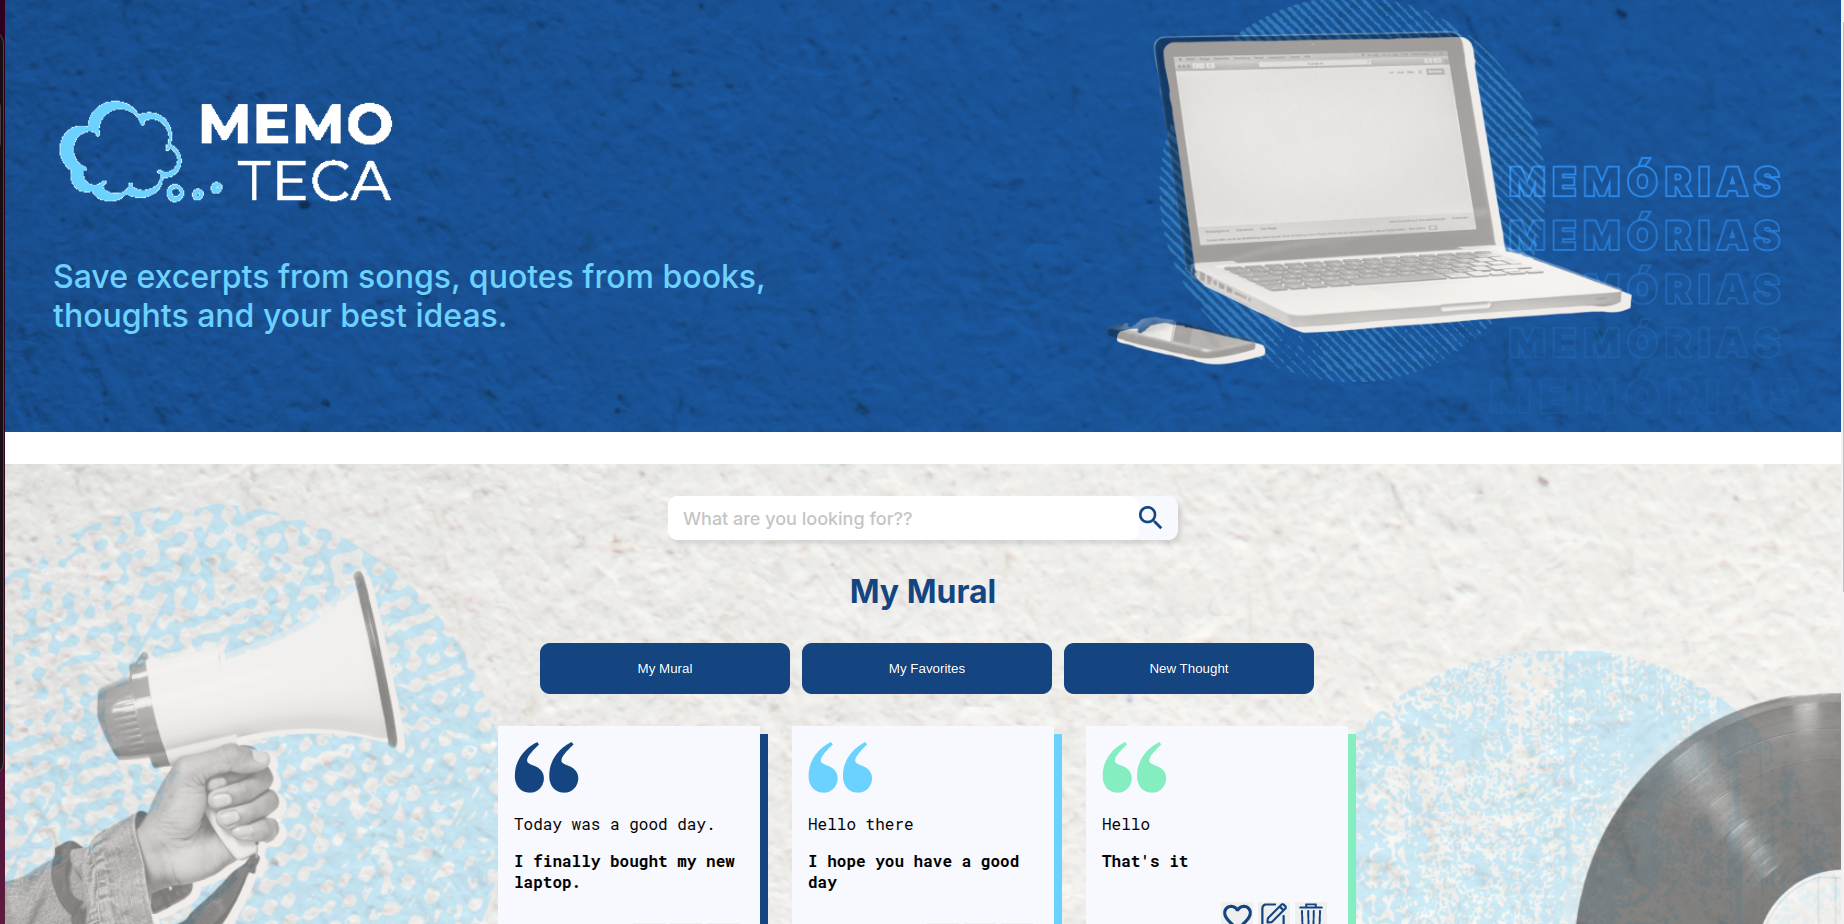 MEMO
TECA
Save excerpts from songs, quotes from books,
thoughts and your best ideas.
MEMÓRIAS
MEMÓRIAS
MÓRIAS
MEMÓRIAS
MEMÓRIAS
What are you looking for??
My Mural
My Mural
My Favorites
New Thought
Today was a good day.
I finally bought my new
laptop.
Hello there
I hope you have a good
day
Hello
That's it